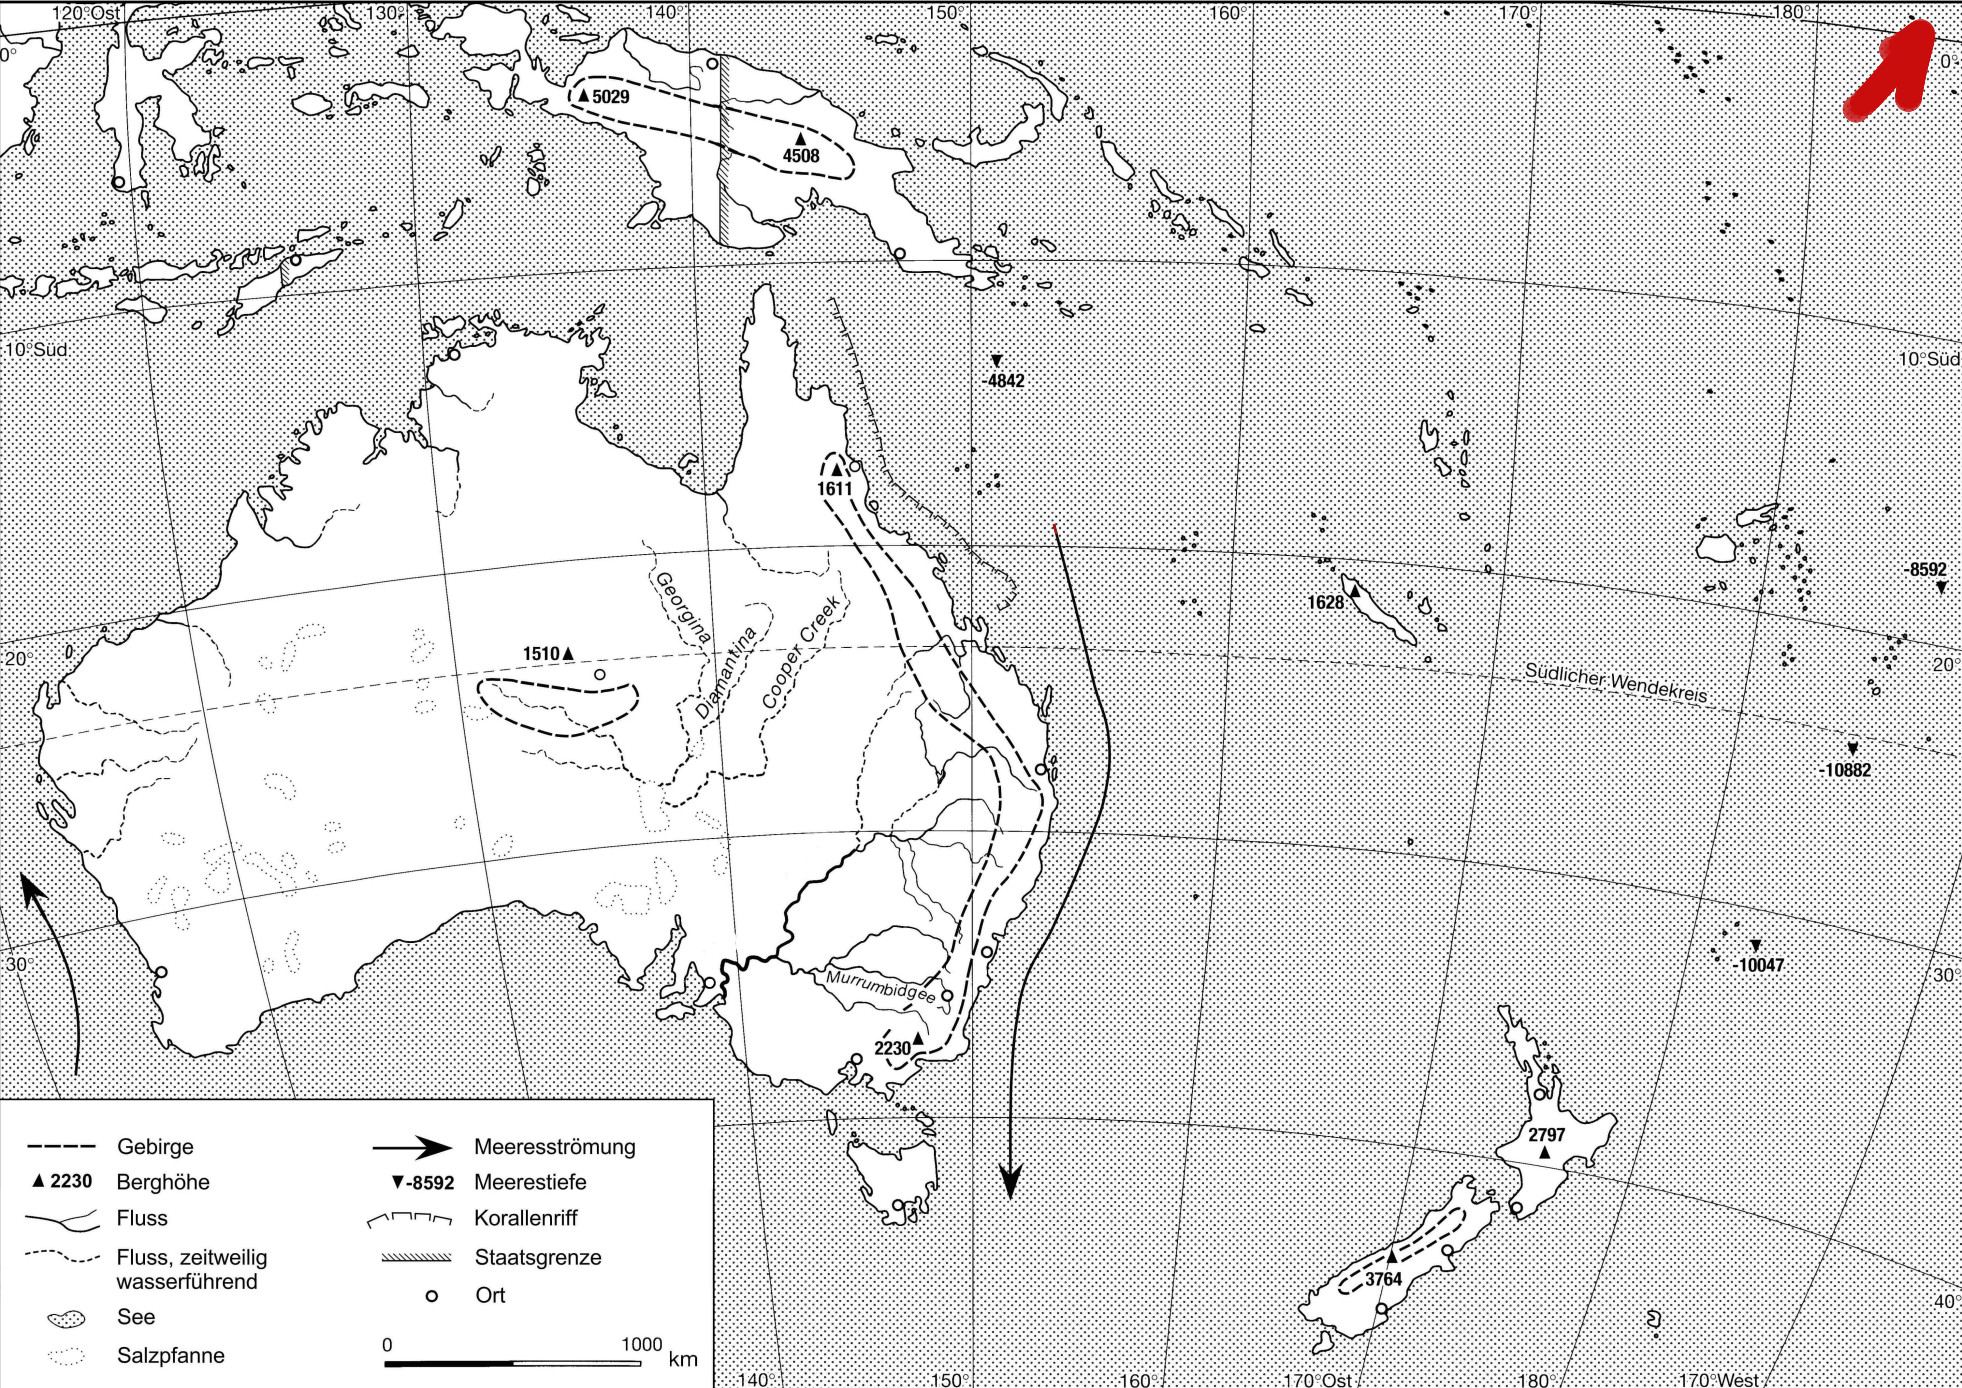 120°Ost
130°
140°
150°
160°
170°
180°
0°
0°
5029
4508
10°Süd
-4842
10°Süd
1611
Georgina
Diamantina
Cooper Creek
-8592
1628
1510
20°
20°
Südlicher Wendekreis
-10882
30°
-10047
30°
Murrumbidgee
2230
2797
3764
40°
Gebirge
2230 Berghöhe
Fluss
Fluss, zeitweilig
wasserführend
See
Salzpfanne
Meeresströmung
-8592 Meerestiefe
Korallenriff
Staatsgrenze
Ort
0 1000 km
140°
150°
160°
170°Ost
180°
170°West